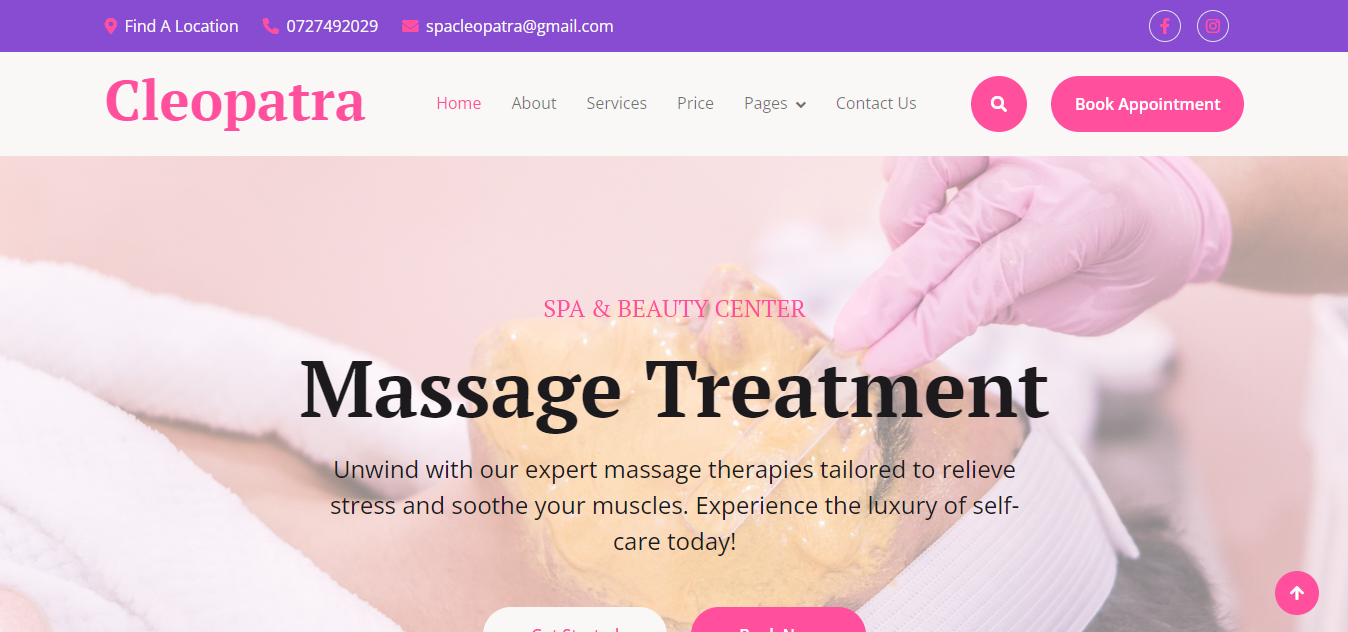 Find A Location 0727492029 spacleopatra@gmail.com
Cleopatra Home About Services Price Pages Contact Us Book Appointment
SPA & BEAUTY CENTER
Massage Treatment
Unwind with our expert massage therapies tailored to relieve
stress and soothe your muscles. Experience the luxury of self-
care today!